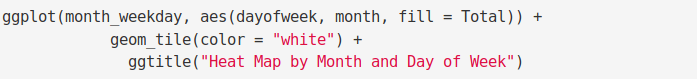 ggplot(month_weekday, aes(dayofweek, month, fill = Total)) +
geom_tile(color = "white") +
ggtitle("Heat Map by Month and Day of Week")